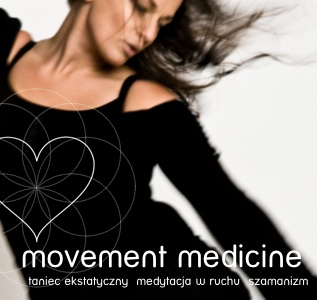 movement medicine
taniec ekstatyczny medytacja w ruchu szamanizm